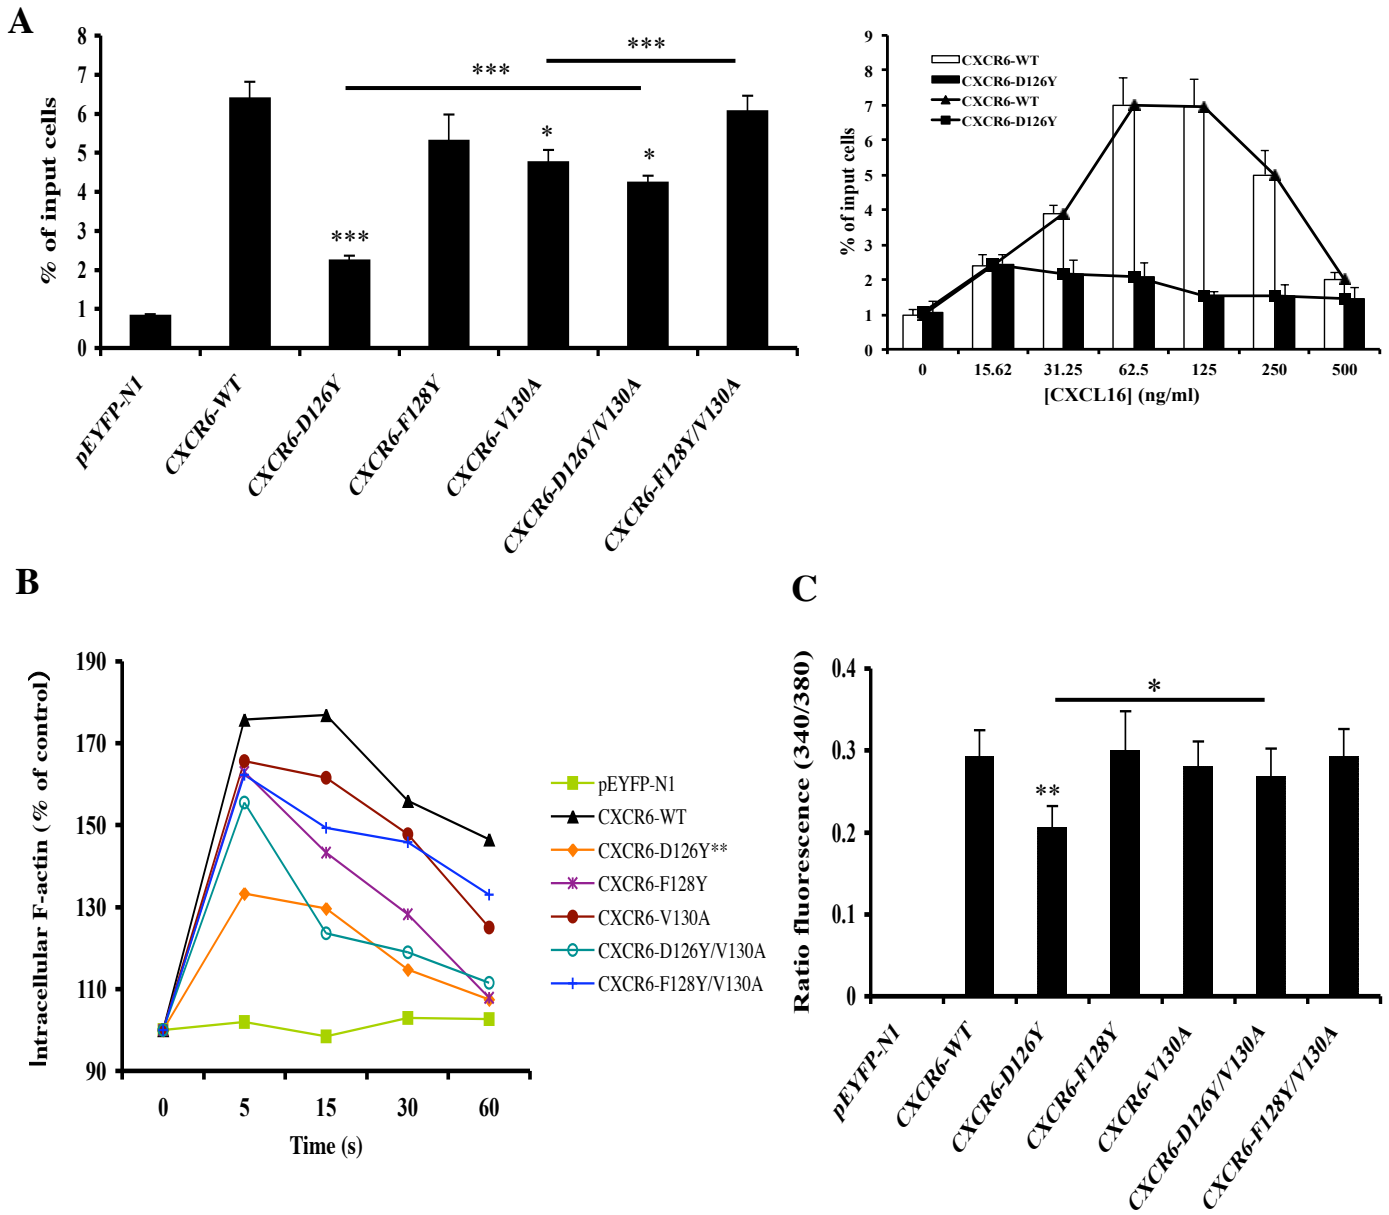 A
8
7
6
5
4
3
2
1
0
% of input cells
***
***
***
*
*
pEYFP-N1
CXCR6-WT
CXCR6-D126Y
CXCR6-F128Y
CXCR6-V130A
CXCR6-D126Y/V130A
CXCR6-F128Y/V130A
9
8
7
6
5
4
3
2
1
0
% of input cells
CXCR6-WT
CXCR6-D126Y
CXCR6-WT
CXCR6-D126Y
0 15.62 31.25 62.5 125 250 500
[CXCL16] (ng/ml)
B
190
170
150
130
110
90
Intracellular F-actin (% of control)
0 5 15 30 60
Time (s)
pEYFP-N1
CXCR6-WT
CXCR6-D126Y**
CXCR6-F128Y
CXCR6-V130A
CXCR6-D126Y/V130A
CXCR6-F128Y/V130A
C
0.4
0.3
0.2
0.1
0
Ratio fluorescence (340/380)
*
**
pEYFP-N1
CXCR6-WT
CXCR6-D126Y
CXCR6-F128Y
CXCR6-V130A
CXCR6-D126Y/V130A
CXCR6-F128Y/V130A